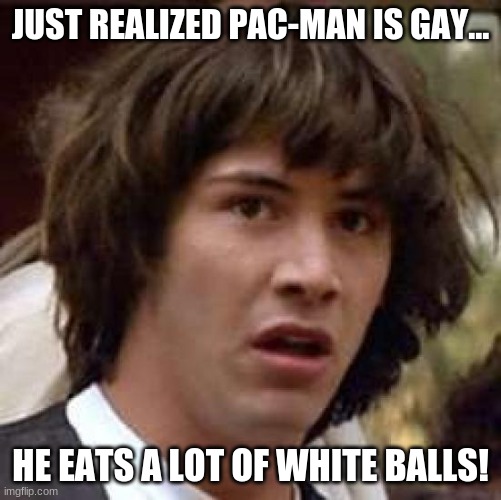 JUST REALIZED PAC-MAN IS GAY...
HE EATS A LOT OF WHITE BALLS!
imgflip.com